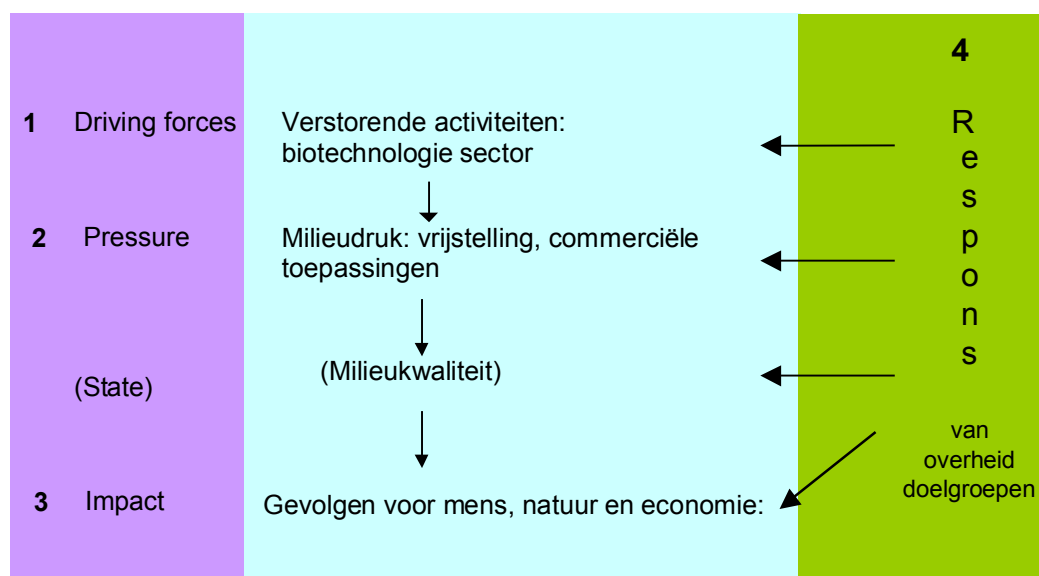 1 Driving forces
Verstorende activiteiten:
biotechnologie sector
2 Pressure
Milieudruk: vrijstelling, commerciële
toepassingen
(State)
(Milieukwaliteit)
3 Impact
Gevolgen voor mens, natuur en economie:
4
R
e
s
p
o
n
s
van
overheid
doelgroepen